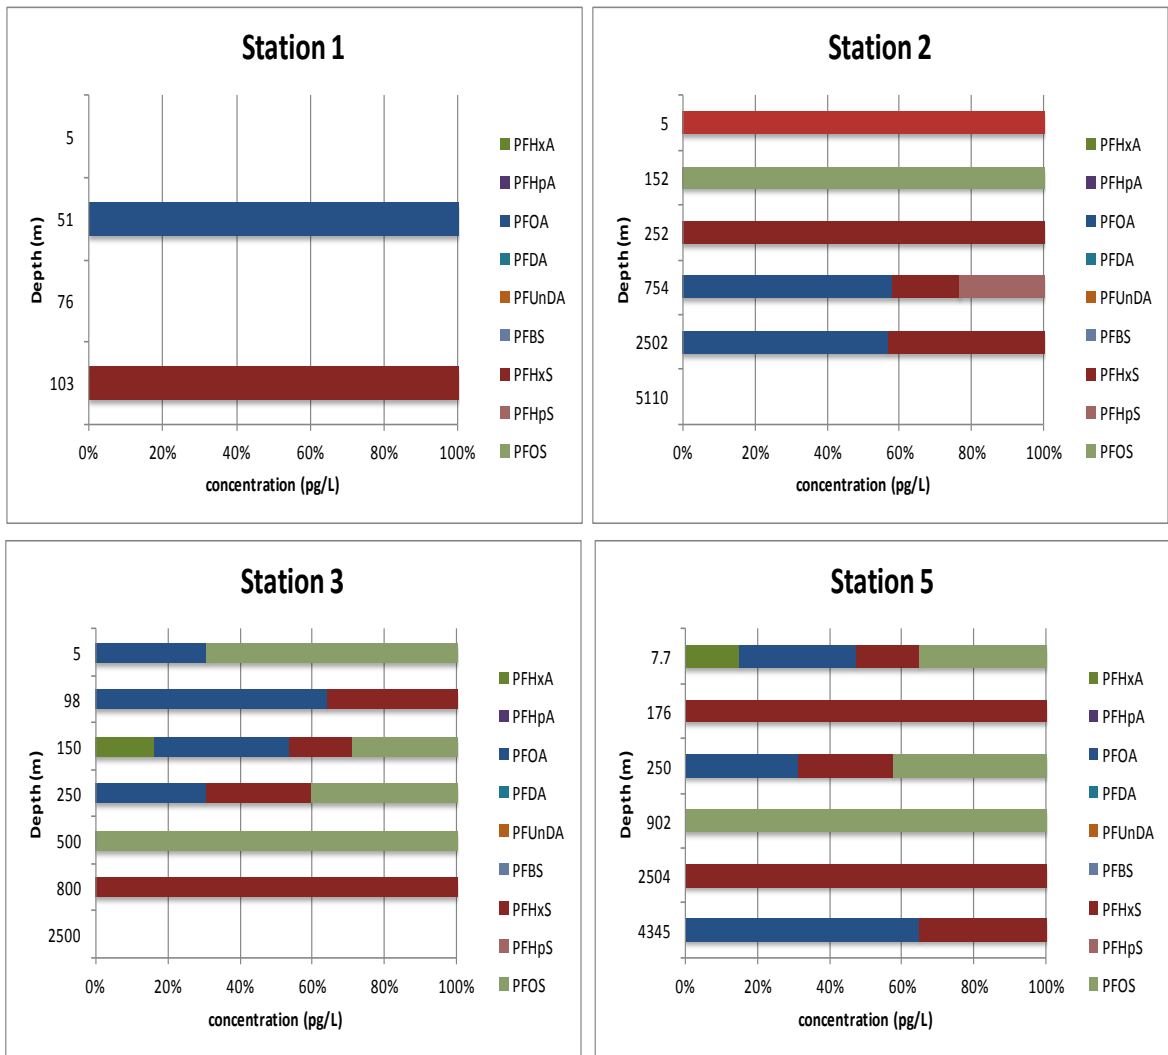 Station 1
Depth (m)
5
51
76
103
0% 20% 40% 60% 80% 100%
concentration (pg/L)
PFHxA
PFHpA
PFOA
PFDA
PFUnDA
PFBS
PFHxS
PFHpS
PFOS
Station 2
Depth (m)
5
152
252
754
2502
5110
0% 20% 40% 60% 80% 100%
concentration (pg/L)
PFHxA
PFHpA
PFOA
PFDA
PFUnDA
PFBS
PFHxS
PFHpS
PFOS
Station 3
Depth (m)
5
98
150
250
500
800
2500
0% 20% 40% 60% 80% 100%
concentration (pg/L)
PFHxA
PFHpA
PFOA
PFDA
PFUnDA
PFBS
PFHxS
PFHpS
PFOS
Station 5
Depth (m)
7.7
176
250
902
2504
4345
0% 20% 40% 60% 80% 100%
concentration (pg/L)
PFHxA
PFHpA
PFOA
PFDA
PFUnDA
PFBS
PFHxS
PFHpS
PFOS